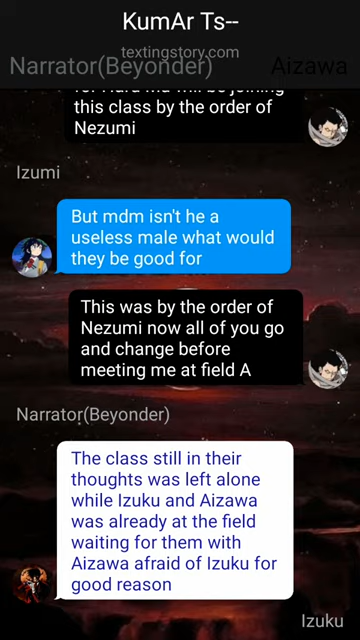 KumAr Ts--
textingstory.com
Narrator(Beyonder) Aizawa
this class by the order of
Nezumi
Izumi
But mdm isn't he a
useless male what would
they be good for
This was by the order of
Nezumi now all of you go
and change before
meeting me at field A
Narrator(Beyonder)
The class still in their
thoughts was left alone
while Izuku and Aizawa
was already at the field
waiting for them with
Aizawa afraid of Izuku for
good reason
Izuku